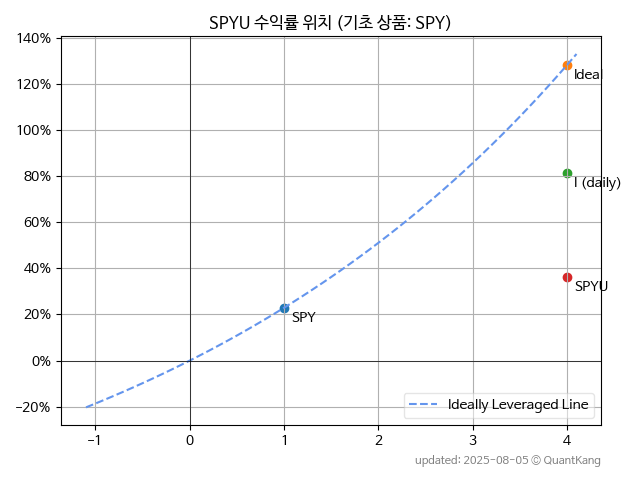 SPYU 수익률 위치 (기초 상품: SPY)
140%
120%
100%
80%
60%
40%
20%
0%
−20%
Ideal
I (daily)
SPYU
SPY
Ideally Leveraged Line
−1 0 1 2 3 4
updated: 2025-08-05 © QuantKang